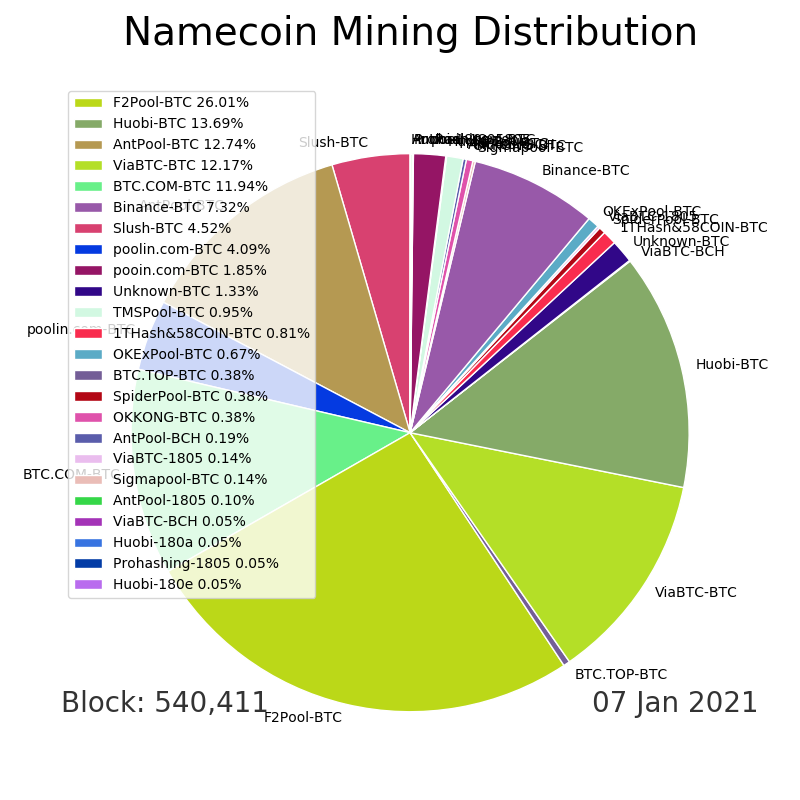 Namecoin Mining Distribution
F2Pool-BTC 26.01%
Huobi-BTC 13.69%
AntPool-BTC 12.74%
ViaBTC-BTC 12.17%
BTC.COM-BTC 11.94%
Binance-BTC 7.32%
Slush-BTC 4.52%
poolin.com-BTC 4.09%
pooin.com-BTC 1.85%
Unknown-BTC 1.33%
TMSPool-BTC 0.95%
1THash&58COIN-BTC 0.81%
OKExPool-BTC 0.67%
BTC.TOP-BTC 0.38%
SpiderPool-BTC 0.38%
OKKONG-BTC 0.38%
AntPool-BCH 0.19%
ViaBTC-1805 0.14%
Sigmapool-BTC 0.14%
AntPool-1805 0.10%
ViaBTC-BCH 0.05%
Huobi-180a 0.05%
Prohashing-1805 0.05%
Huobi-180e 0.05%
Slush-BTC
Sigmapool-BTC
Binance-BTC
OKExPool-BTC
ViaBTC-1805
SpiderPool-BTC
1THash&58COIN-BTC
Unknown-BTC
ViaBTC-BCH
Huobi-BTC
poolin.com-BTC
BTC.COM-BTC
ViaBTC-BTC
BTC.TOP-BTC
F2Pool-BTC
Block: 540,411
07 Jan 2021